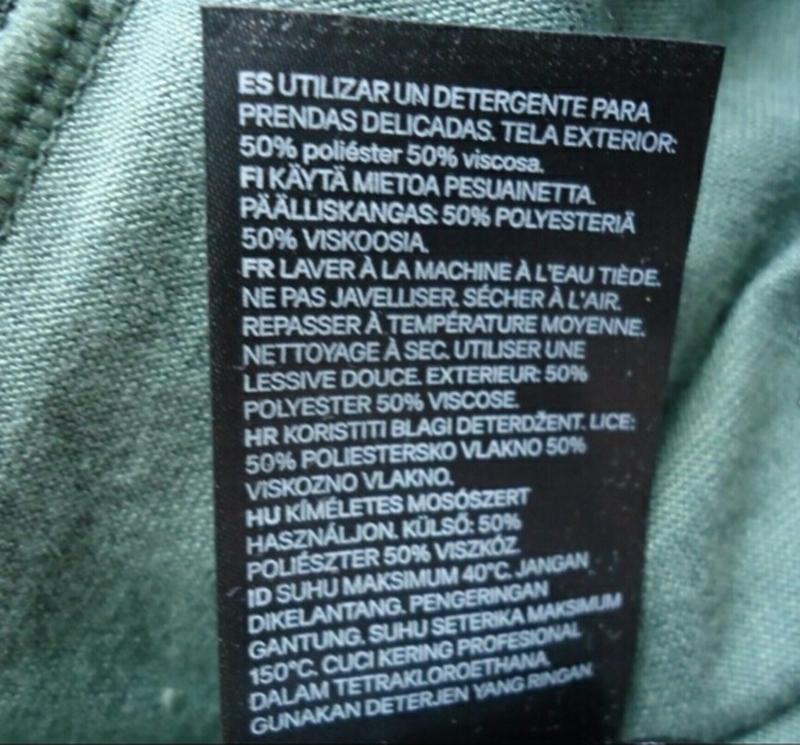 ES UTILIZAR UN DETERGENTE PARA
PRENDAS DELICADAS. TELA EXTERIOR:
50% poliéster 50% viscosa.
FI KÄYTÄ MIETOA PESUAINETTA.
PÄÄLLISKANGAS: 50% POLYESTERIÄ
50% VISKOOSIA.
FR LAVER À LA MACHINE À L'EAU TIÈDE.
NE PAS JAVELLISER. SÉCHER À L'AIR.
REPASSER À TEMPÉRATURE MOYENNE.
NETTOYAGE À SEC. UTILISER UNE
LESSIVE DOUCE. EXTERIEUR: 50%
POLYESTER 50% VISCOSE.
HR KORISTITI BLAGI DETERDŽENT. LICE:
50% POLIESTERSKO VLAKNO 50%
VISKOZNO VLAKNO.
HU KÍMÉLETES MOSÓSZERT
HASZNÁLJON. KÜLSŐ: 50%
POLIÉSZTER 50% VISZKÓZ
ID SUHU MAKSIMUM 40°C. JANGAN
DIKELANTANG. PENGERINGAN
GANTUNG. SUHU SETERIKA MAKSIMUM
150°C. CUCI KERING PROFESIONAL
DALAM TETRAKLOROETHANA.
GUNAKAN DETERJEN YANG RINGAN.